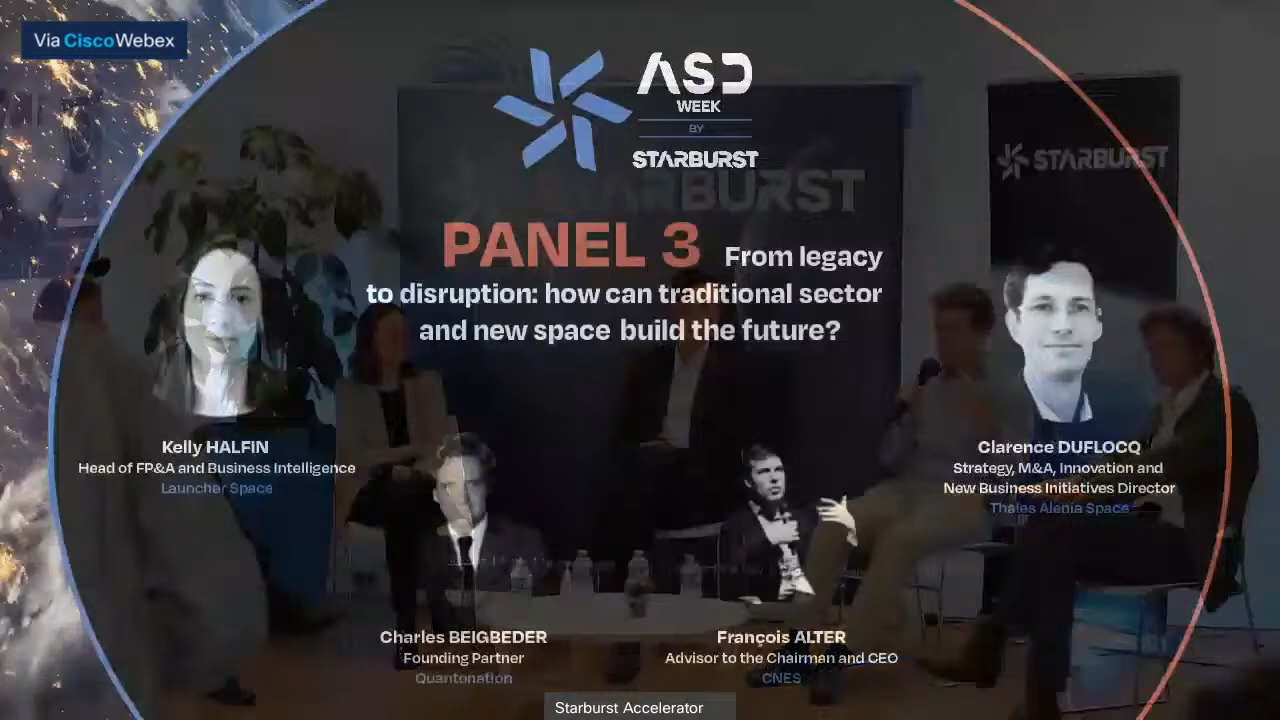 Via CiscoWebex
ASD
WEEK
BY
STARBURST
STARBURST
STARBURST
PANEL 3 From legacy
to disruption: how can traditional sector
and new space build the future?
Kelly HALFIN
Head of FP&A and Business Intelligence
Launcher Space
Clarence DUFLOCQ
Strategy, M&A, Innovation and
New Business Initiatives Director
Thales Alenia Space
Charles BEIGBEDER
Founding Partner
Quantonation
François ALTER
Advisor to the Chairman and CEO
CNES
Starburst Accelerator